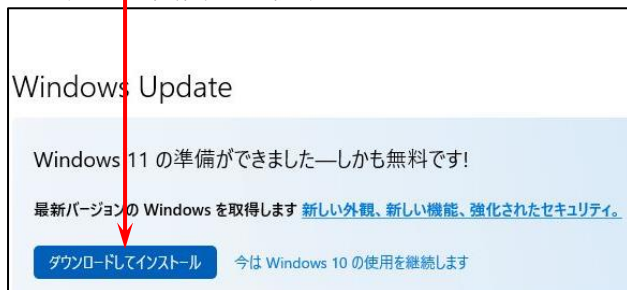 Windows Update
Windows 11 の準備ができました—しかも無料です!
最新バージョンの Windows を取得します 新しい外観、新しい機能、強化されたセキュリティ。
ダウンロードしてインストール 今は Windows 10 の使用を継続します